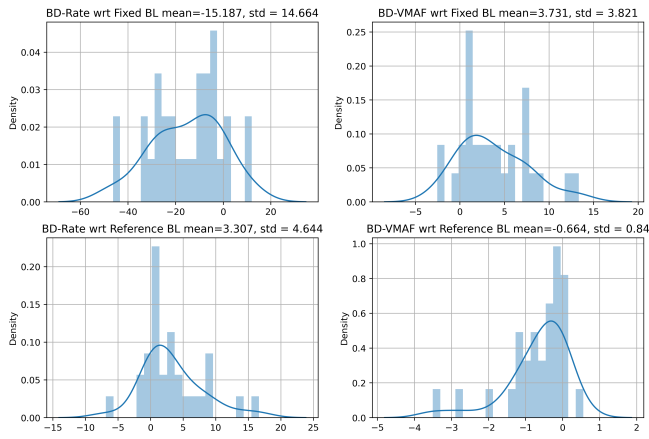 BD-Rate wrt Fixed BL mean=-15.187, std = 14.664
Density
0.04
0.03
0.02
0.01
0.00
−60 −40 −20 0 20
BD-VMAF wrt Fixed BL mean=3.731, std = 3.821
Density
0.25
0.20
0.15
0.10
0.05
0.00
−5 0 5 10 15 20
BD-Rate wrt Reference BL mean=3.307, std = 4.644
Density
0.20
0.15
0.10
0.05
0.00
−15 −10 −5 0 5 10 15 20 25
BD-VMAF wrt Reference BL mean=-0.664, std = 0.84
Density
1.0
0.8
0.6
0.4
0.2
0.0
−5 −4 −3 −2 −1 0 1 2